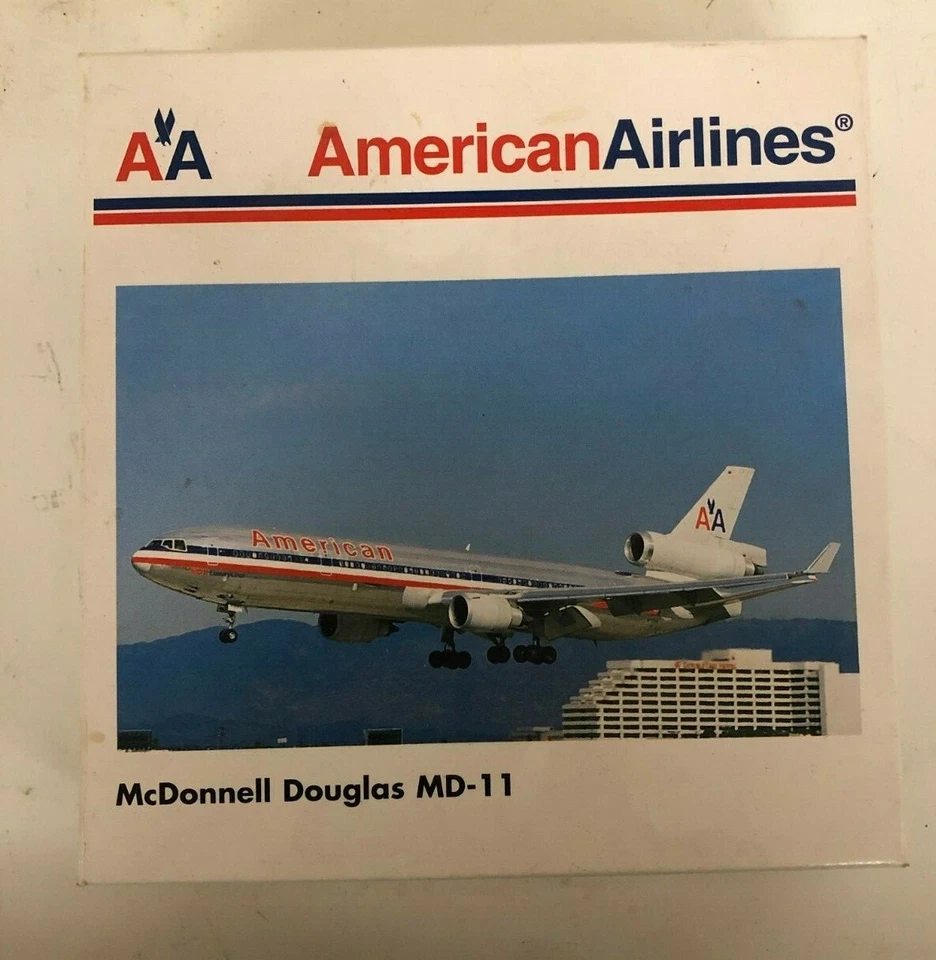 AA AmericanAirlines®
American
AA
McDonnell Douglas MD-11